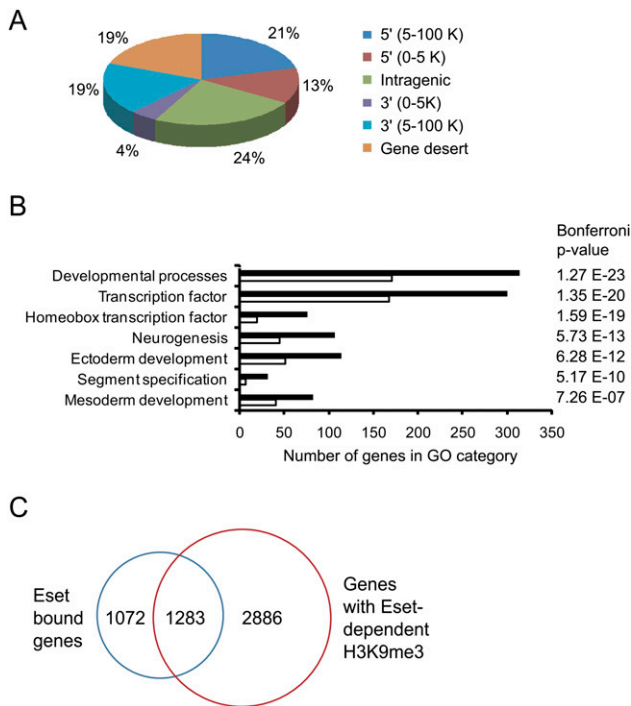 A
19%
21%
19%
13%
4%
24%
5' (5-100 K)
5' (0-5 K)
Intragenic
3' (0-5K)
3' (5-100 K)
Gene desert
B
Bonferroni
p-value
Developmental processes 1.27 E-23
Transcription factor 1.35 E-20
Homeobox transcription factor 1.59 E-19
Neurogenesis 5.73 E-13
Ectoderm development 6.28 E-12
Segment specification 5.17 E-10
Mesoderm development 7.26 E-07
0 50 100 150 200 250 300 350
Number of genes in GO category
C
Eset
bound
genes
1072 1283 2886
Genes
with Eset-
dependent
H3K9me3